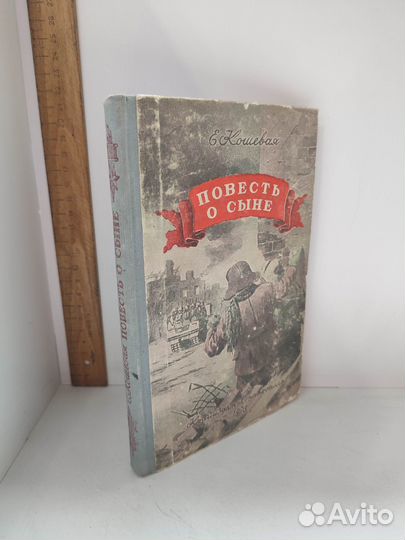 Е. Кошевая
ПОВЕСТЬ
О СЫНЕ
Е. Кошевая ПОВЕСТЬ О СЫНЕ
Avito